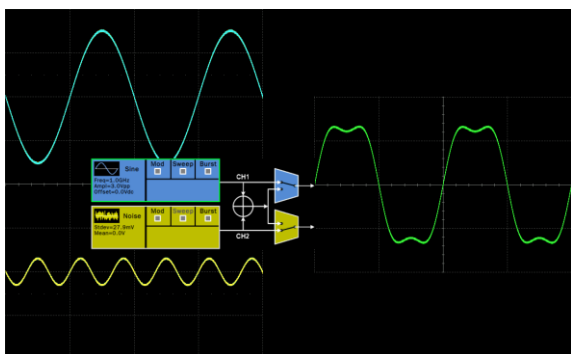 Sine
Mod
Sweep
Burst
Freq=1.0GHz
Ampl=3.0Vpp
Offset=0.0Vdc
CH1
Noise
Mod
Sweep
Burst
Stdev=27.9mV
Mean=0.0V
CH2